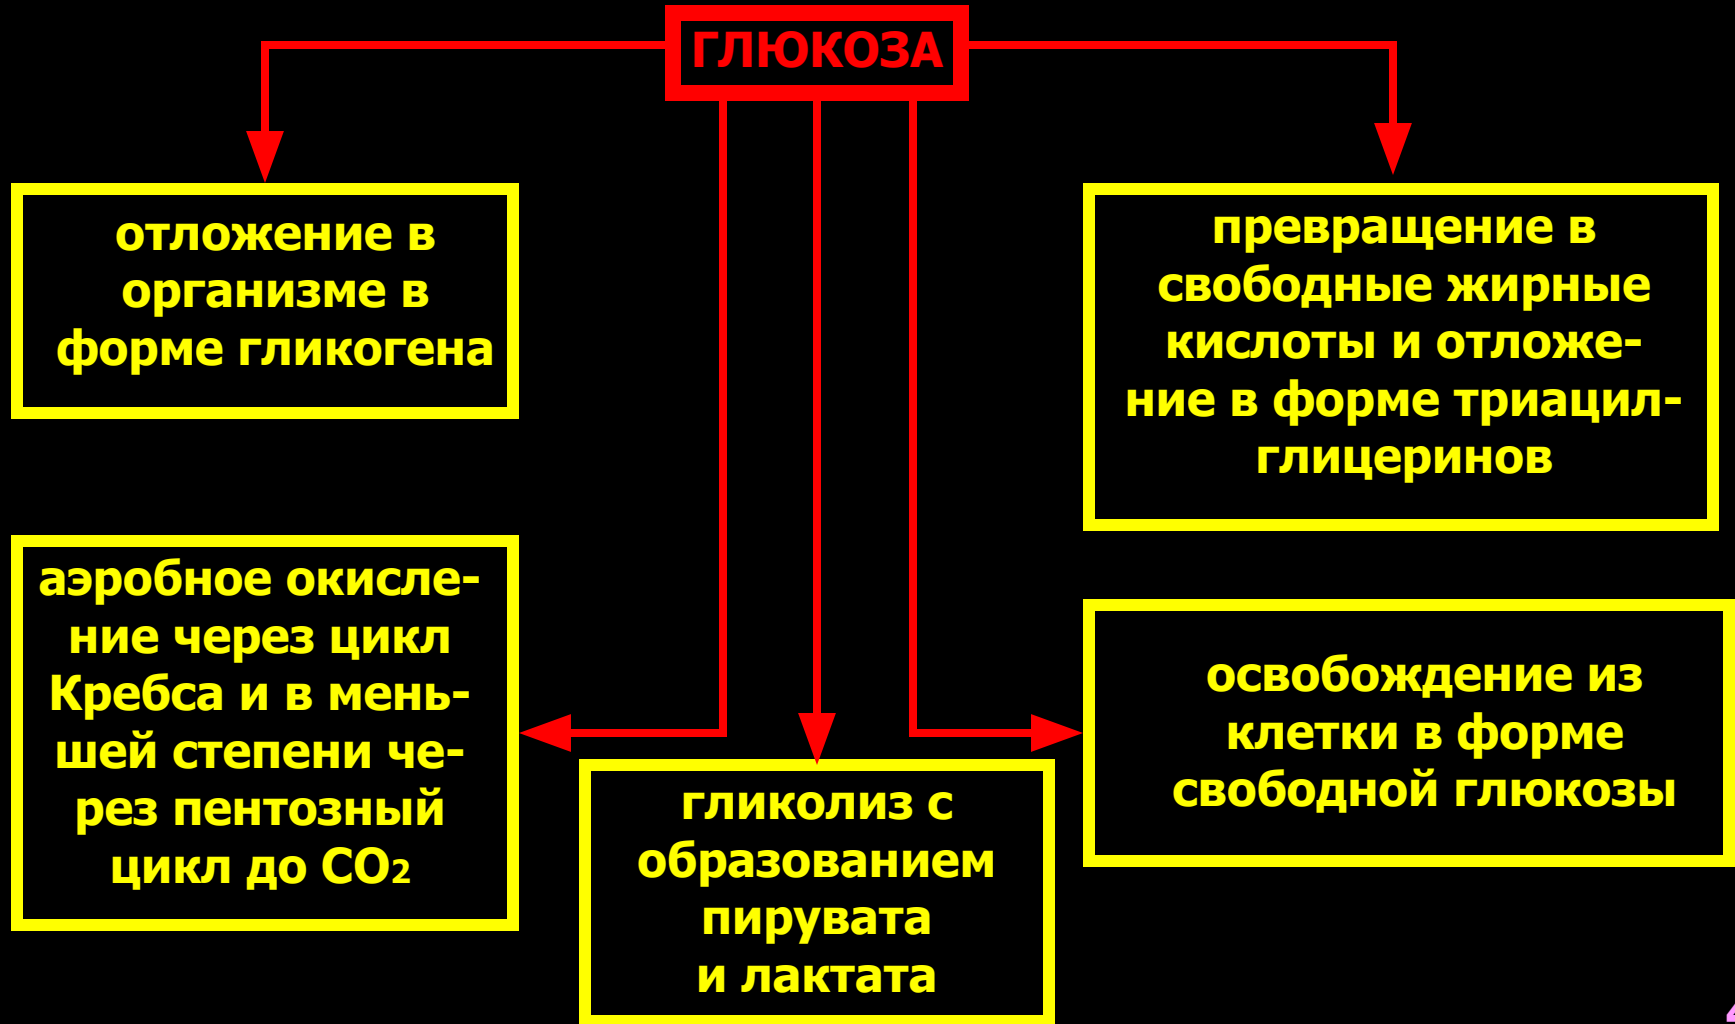 ГЛЮКОЗА
отложение в
организме в
форме гликогена
превращение в
свободные жирные
кислоты и отложе-
ние в форме триацил-
глицеринов
аэробное окисле-
ние через цикл
Кребса и в мень-
шей степени че-
рез пентозный
цикл до СО₂
гликолиз с
образованием
пирувата
и лактата
освобождение из
клетки в форме
свободной глюкозы